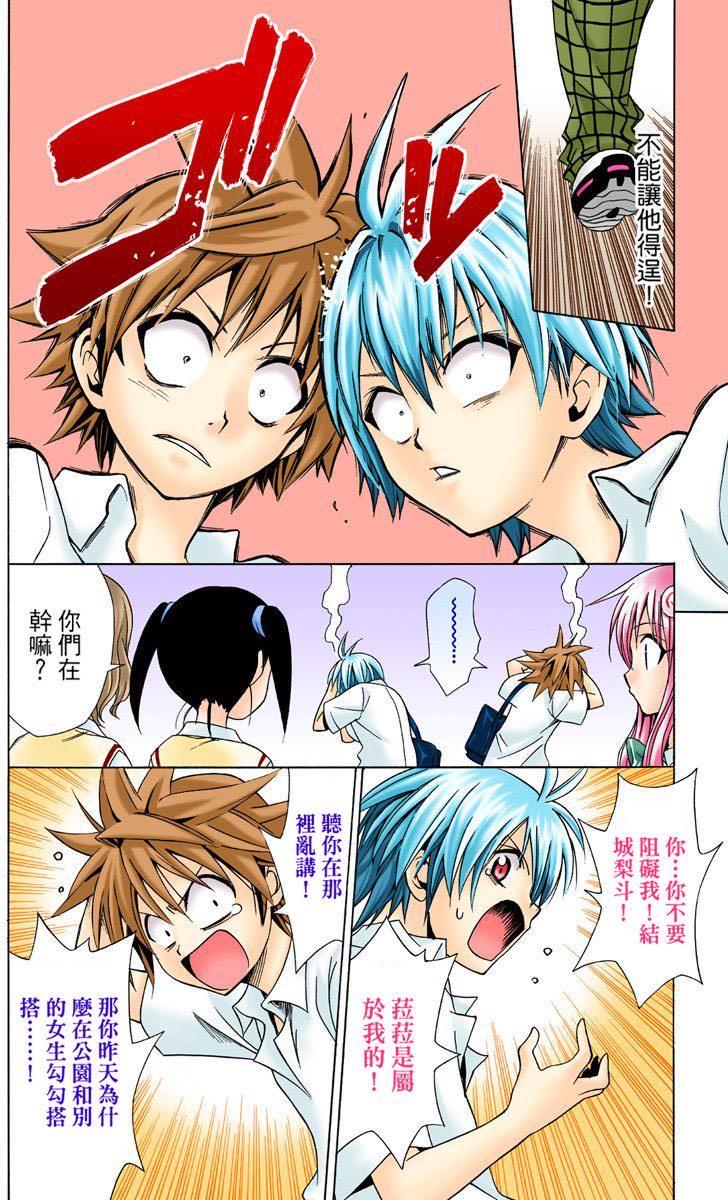 不能讓他得逞！
ゴッ
………
你們在
幹嘛？
你…你不要
阻礙我！結
城梨斗！
菈菈是屬
於我的！
聽你在那
裡亂講！
那你昨天為什
麼在公園和別
的女生勾勾搭
搭……！